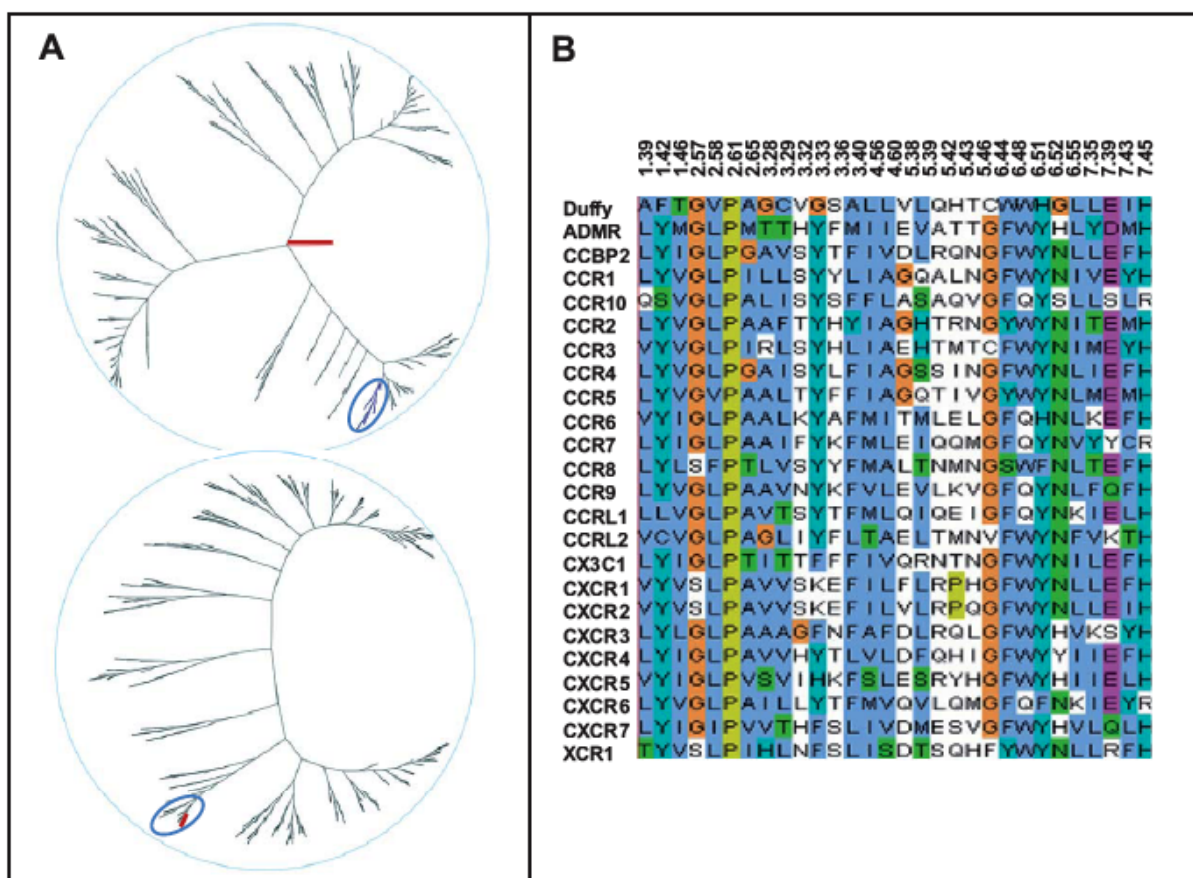 A
B
1.39 1.42 1.46 2.57 2.58 2.61 2.65 3.28 3.29 3.32 3.33 3.36 3.40 4.56 4.60 5.38 5.39 5.42 5.43 5.46 6.44 6.48 6.51 6.52 6.55 7.35 7.39 7.43 7.45
Duffy AFTGVPAGCVGSALLVLQHTCWWHGLLEIH
ADMR LYMGLPMTTHYFMIIEVATTGFWYHLYDMH
CCBP2 LYIGLPGAVSYTFIVDLRQNGFWYNLLEFH
CCR1 LYIGLPILLSYYLIAGQALNGFWYNIVEYH
CCR10 QSVGLPALISYSFFLASAQVGFQYSLLSLR
CCR2 LYVGLPAAFTYHYIAGHTRNGYWYNITEMH
CCR3 VYVGLPIRLSYHLIAEHTMTCFWYNIMEYH
CCR4 LYVGLPGAISYLFIAGSSINGFWYNLIEFH
CCR5 LYVGVPAALTYFFIAGQTIVGYWYNLMEMH
CCR6 VYIGLPAALKYAFMITMLELGFQHNLKEFH
CCR7 LYIGLPAAIFYKFMLEIQQMGFQYNVYYCR
CCR8 LYLSFPTLVSYYFMALTNMNGSWFNLTEFH
CCR9 LYVGLPAAVNYKFVLEVLKVGFQYNLFQFH
CCRL1 LLVGLPAVTSYTFMLQIQEIGFQYNKIELH
CCRL2 VCVGLPAGLIYFLTAELTMNVFWYNFVKTH
CX3C1 LYIGLPTITTFFFIVQRNTNGFWYNLLEFH
CXCR1 VYVSLPAVVSKEFILFLRPHGFWYNLLEFH
CXCR2 VYVSLPAVVSKEFILVLRPQGFWYNLLEIH
CXCR3 LYLGLPAAAGFNFAFDLRQLGFWYHVKSYH
CXCR4 LYIGLPAVVHYTLVLDFQHIGFWYYIIEFH
CXCR5 LYIGLPVSVIHKFSLESRYHGFWYHIIELH
CXCR6 LYVGLPAILLYTFMVQVLQMGFQFNKIEYR
CXCR7 LYIGIPVVTHFSLIVDMESVGFWYHVLQLH
XCR1 TYVSLPIHLNFSLISDTSQHFYWYNLLRFH